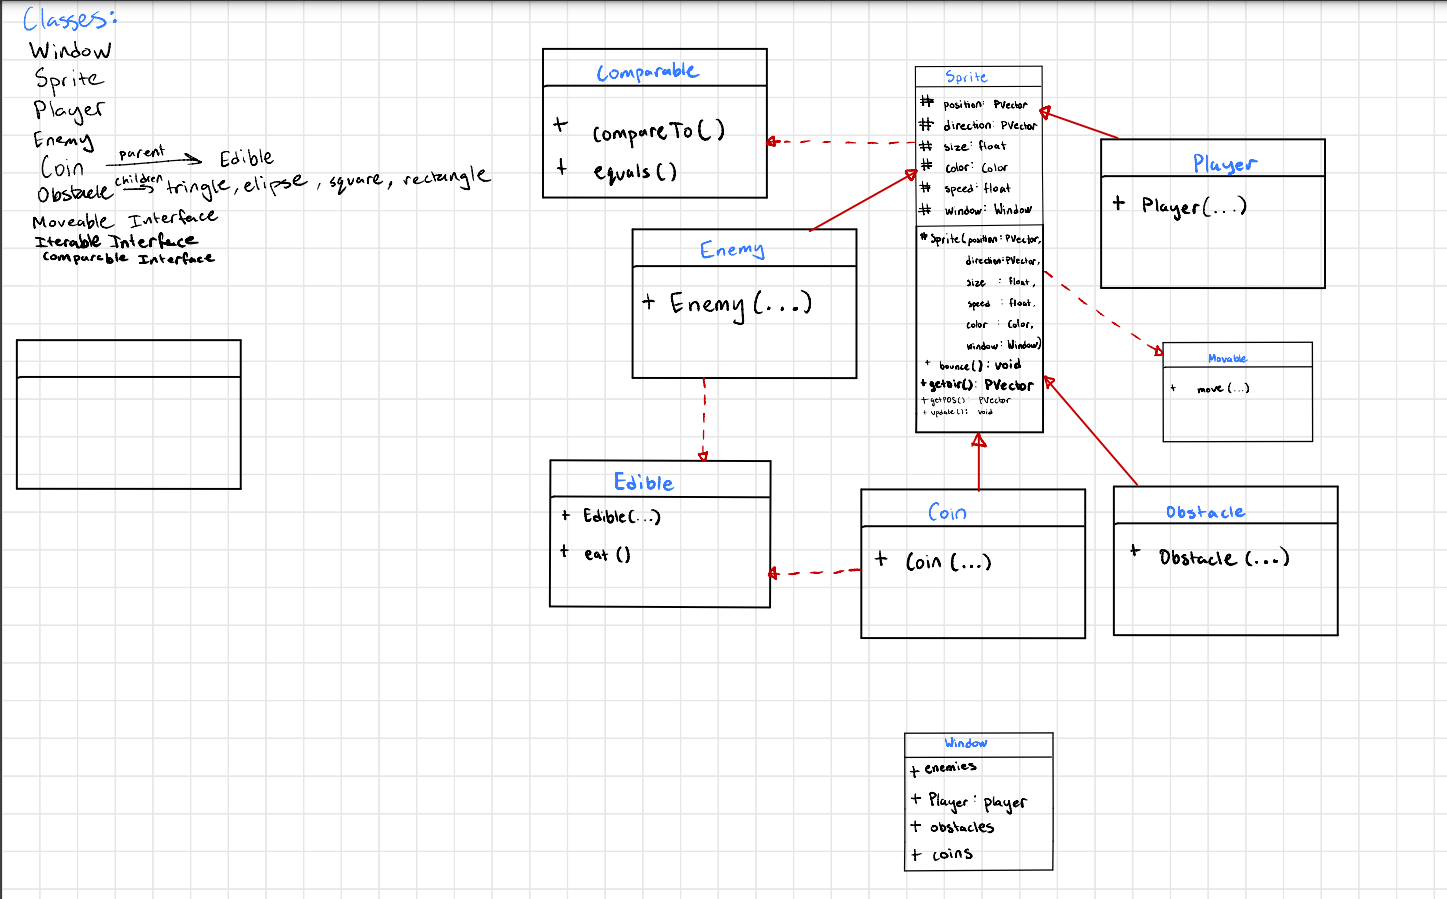 Classes:
Window
Sprite
Player
Enemy
Coin parent Edible
Obstacle children tringle, elipse, square, rectangle
Moveable Interface
Iterable Interface
Comparable Interface
Comparable
+ compareTo()
+ equals()
Sprite
# position: PVector
# direction: PVector
# size: float
# color: Color
# speed: float
# window: Window
# Sprite(position: PVector,
direction: PVector,
size : float,
speed : float,
color : Color,
window: Window)
+ bounce(): void
+ getDir(): PVector
+ getPOS(): PVector
+ update(): void
Player
+ Player(...)
Enemy
+ Enemy(...)
Movable
+ move(...)
Edible
+ Edible(...)
+ eat()
Coin
+ Coin(...)
Obstacle
+ Obstacle(...)
Window
+ enemies
+ Player: player
+ obstacles
+ coins